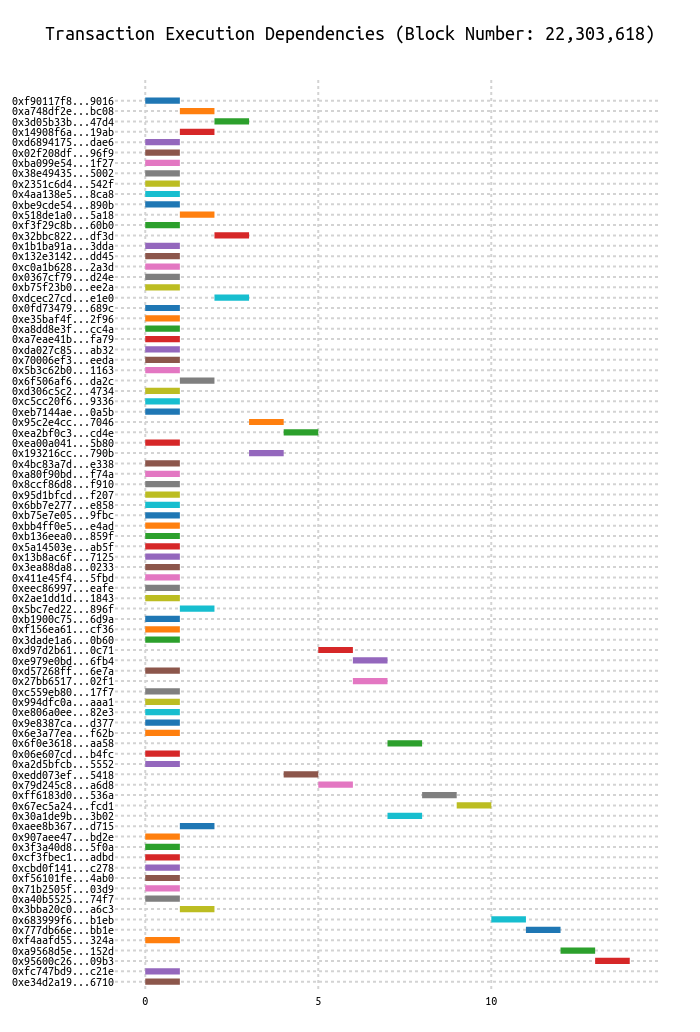 Transaction Execution Dependencies (Block Number: 22,303,618)
0xf90117f8...9016
0xa748df2e...bc08
0x3d05b33b...47d4
0x14908f6a...19ab
0xd6894175...dae6
0x02f208df...96f9
0xba099e54...1f27
0x38e49435...5002
0x2351c6d4...542f
0x4aa138e5...8ca8
0xbe9cde54...890b
0x518de1a0...5a18
0xf3f29c8b...60b0
0x32bbc822...df3d
0x1b1ba91a...3dda
0x132e3142...dd45
0xc0a1b628...2a3d
0x0367cf79...d24e
0xb75f23b0...ee2a
0xdcec27cd...e1e0
0x0fd73479...689c
0xe35baf4f...2f96
0xa8dd8e3f...cc4a
0xa7eae41b...fa79
0xda027c85...ab32
0x70006ef3...eeda
0x5b3c62b0...1163
0x6f506af6...da2c
0xd306c5c2...4734
0xc5cc20f6...9336
0xeb7144ae...0a5b
0x95c2e4cc...7046
0xea2bf0c3...cd4e
0xea00a041...5b80
0x193216cc...790b
0x4bc83a7d...e338
0xa80f90bd...f74a
0x8ccf86d8...f910
0x95d1bfcd...f207
0x6bb7e277...e858
0xb75e7e05...9fbc
0xbb4ff0e5...e4ad
0xb136eea0...859f
0x5a14503e...ab5f
0x13b8ac6f...7125
0x3ea88da8...0233
0x411e45f4...5fbd
0xeec86997...eafe
0x2ae1dd1d...1843
0x5bc7ed22...896f
0xb1900c75...6d9a
0xf156ea61...cf36
0x3dade1a6...0b60
0xd97d2b61...0c71
0xe979e0bd...6fb4
0xd57268ff...6e7a
0x27bb6517...02f1
0xc559eb80...17f7
0x994dfc0a...aaa1
0xe806a0ee...82e3
0x9e8387ca...d377
0x6e3a77ea...f62b
0x6f0e3618...aa58
0x06e607cd...b4fc
0xa2d5bfcb...5552
0xedd073ef...5418
0x79d245c8...a6d8
0xff6183d0...536a
0x67ec5a24...fcd1
0x30a1de9b...3b02
0xaee8b367...d715
0x907aee47...bd2e
0x3f3a40d8...5f0a
0xcf3fbec1...adbd
0xcbd0f141...c278
0xf56101fe...4ab0
0x71b2505f...03d9
0xa40b5525...74f7
0x3bba20c0...a6c3
0x683999f6...b1eb
0x777db66e...bb1e
0xf4aafd55...324a
0xa9568d5e...152d
0x95600c26...09b3
0xfc747bd9...c21e
0xe34d2a19...6710
0 5 10